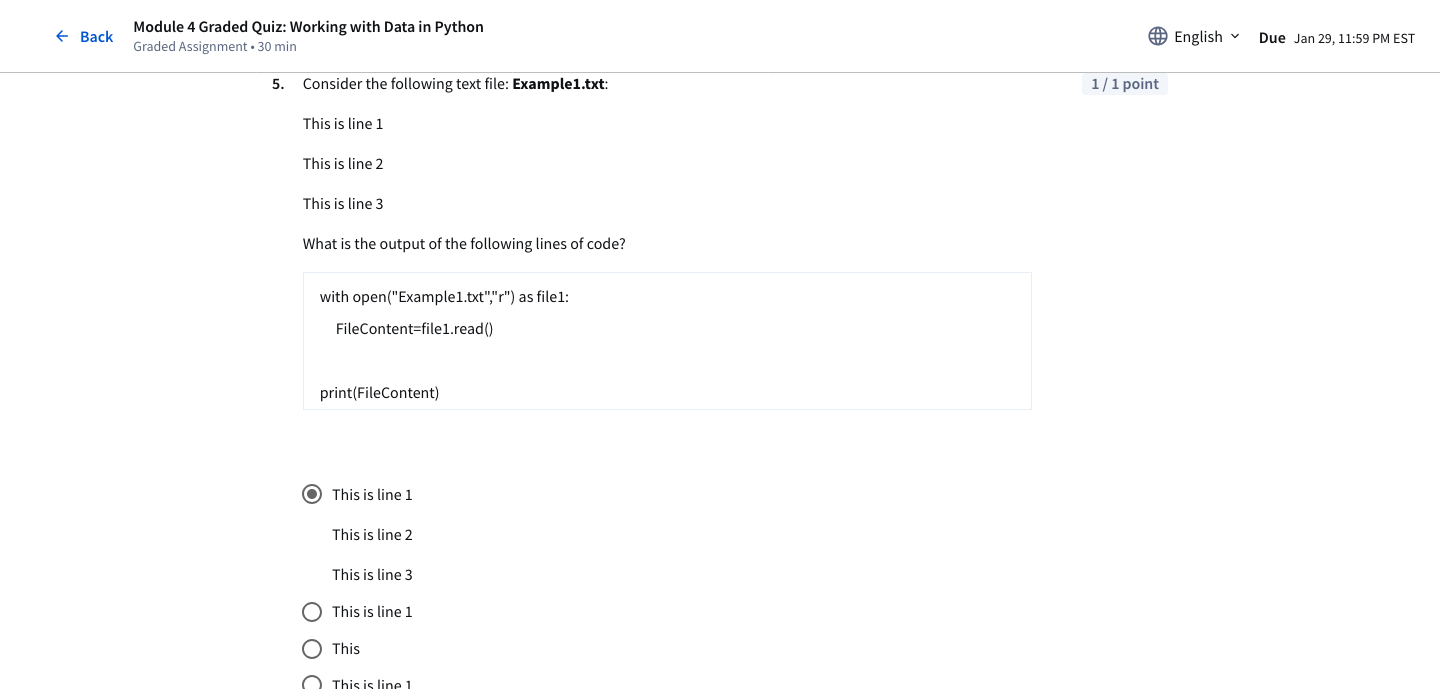 Back
Module 4 Graded Quiz: Working with Data in Python
Graded Assignment • 30 min
English
Due Jan 29, 11:59 PM EST
5. Consider the following text file: Example1.txt:
1 / 1 point
This is line 1
This is line 2
This is line 3
What is the output of the following lines of code?
with open("Example1.txt","r") as file1:
FileContent=file1.read()
print(FileContent)
This is line 1
This is line 2
This is line 3
This is line 1
This
This is line 1